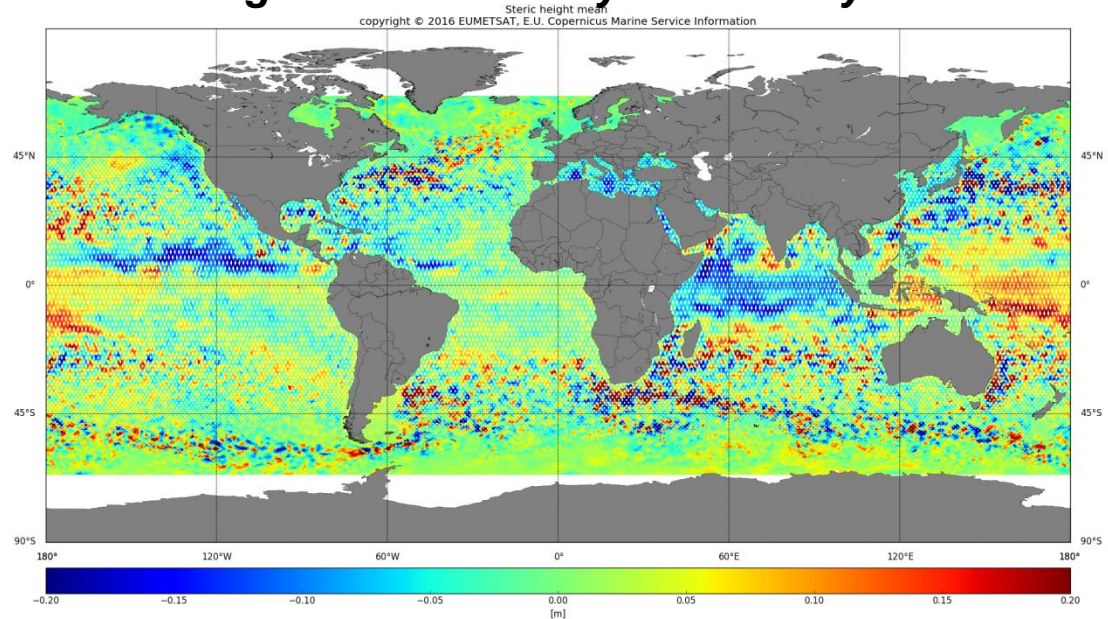 Steric height mean
copyright © 2016 EUMETSAT, E.U. Copernicus Marine Service Information
45°N
45°N
0°
0°
45°S
45°S
90°S
90°S
180° 120°W 60°W 0° 60°E 120°E 180°
−0.20 −0.15 −0.10 −0.05 0.00 0.05 0.10 0.15 0.20
[m]